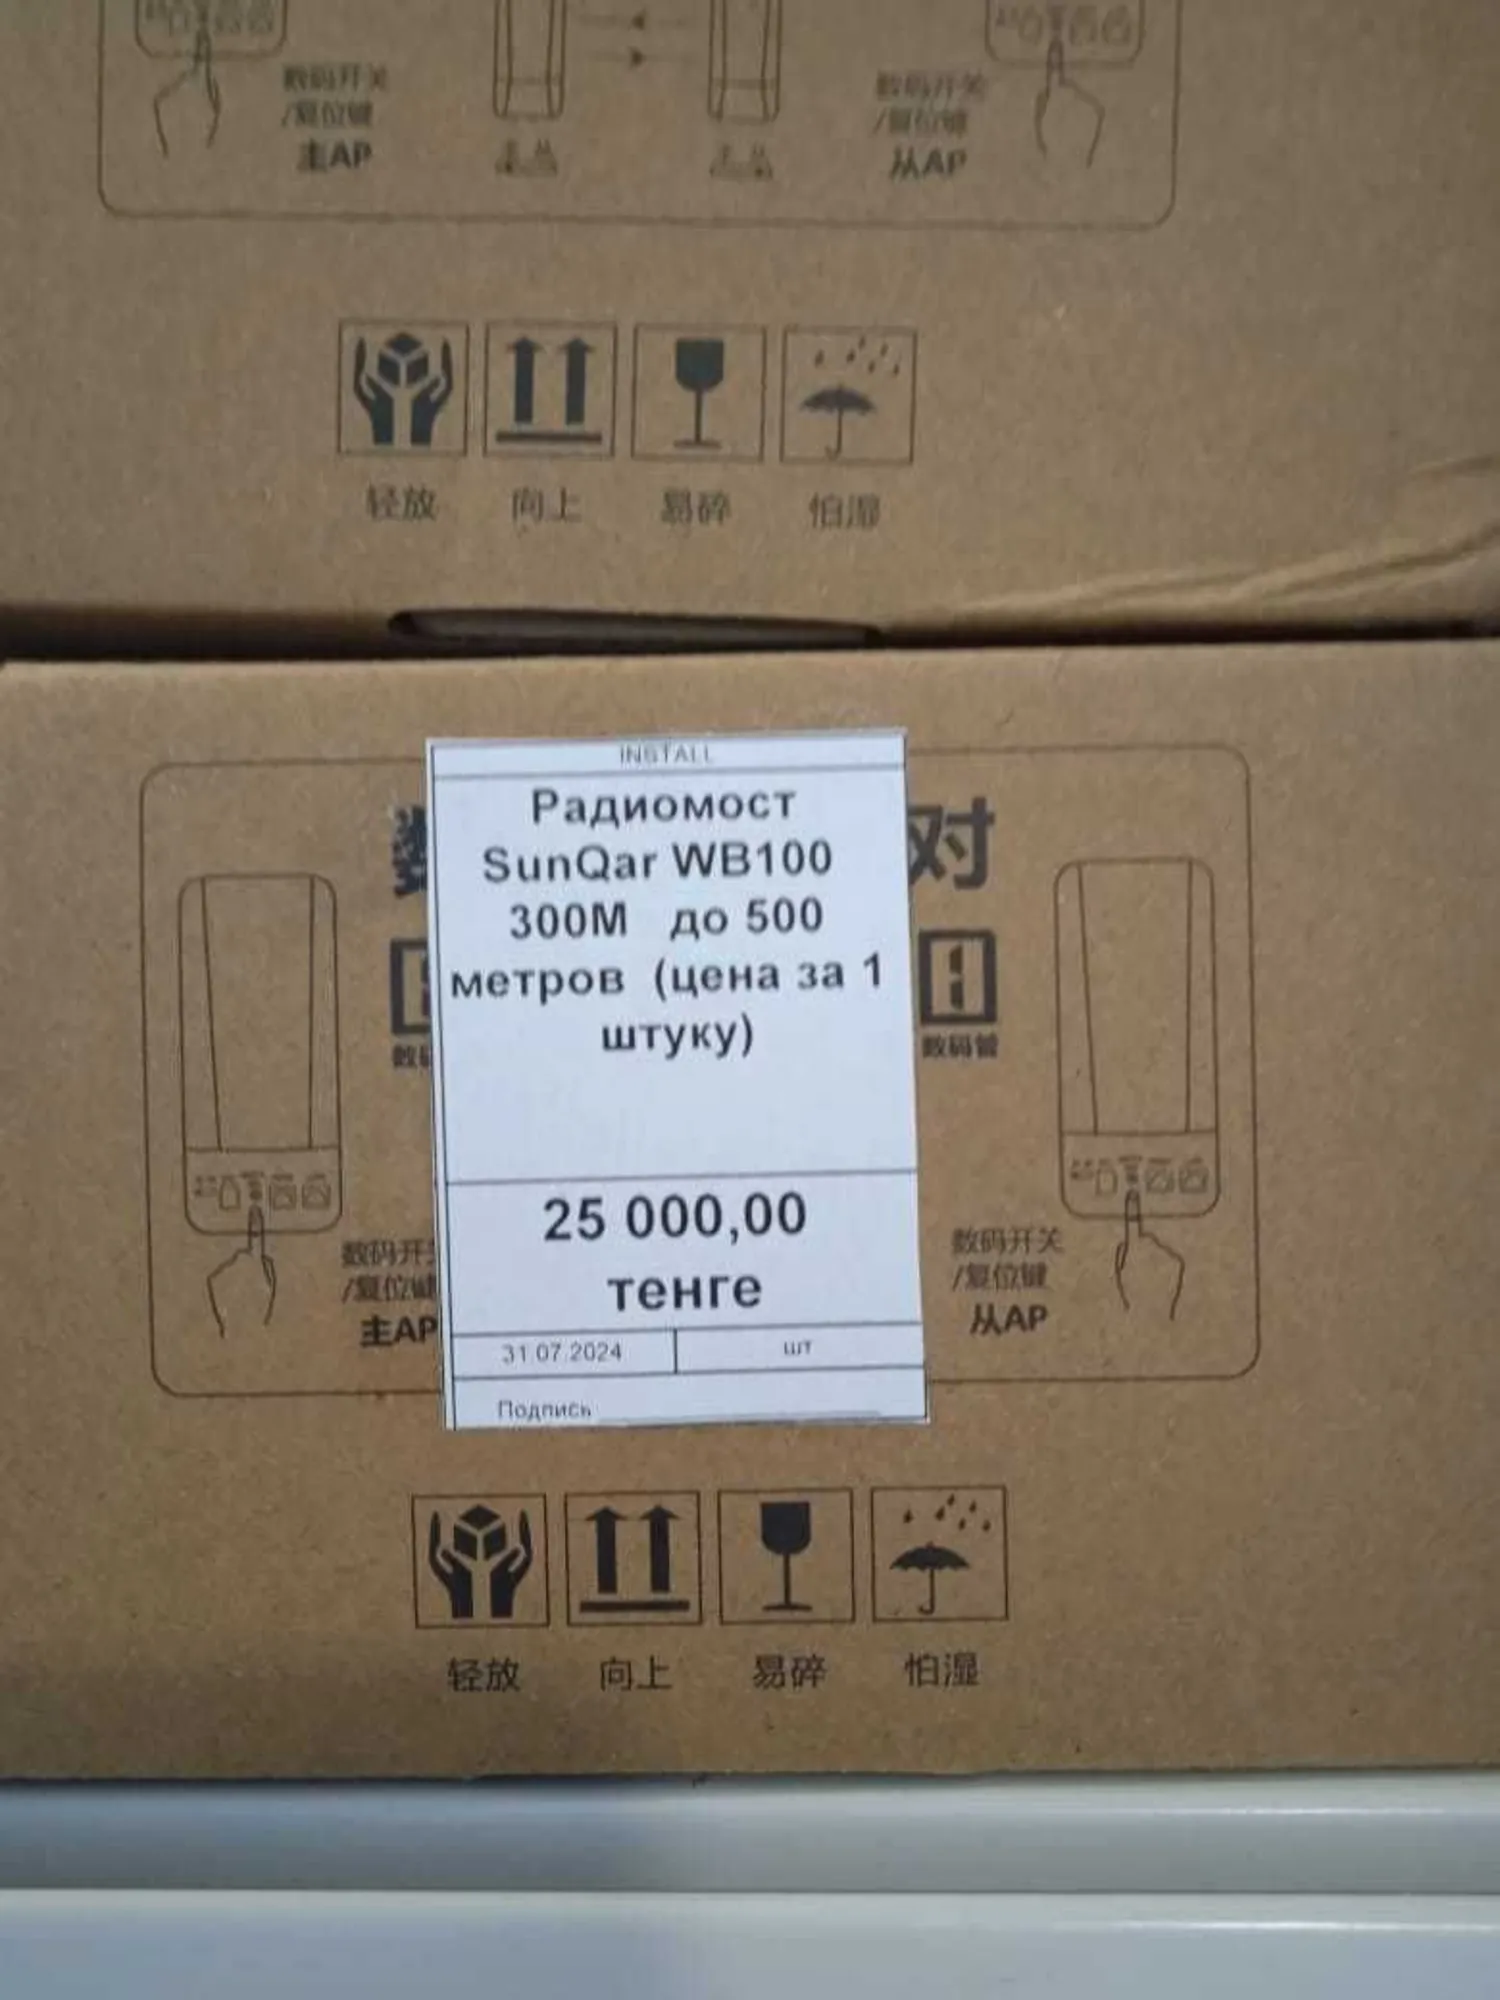 数码开关
/复位键
主AP
数码开关
/复位键
从AP
轻放 向上 易碎 怕湿
INSTALL
Радиомост
SunQar WB100
300М до 500
метров (цена за 1
штуку)
25 000,00
тенге
31.07.2024 шт
Подпись
对
数码管
数码开
/复位键
主AP
数码开关
/复位键
从AP
轻放 向上 易碎 怕湿